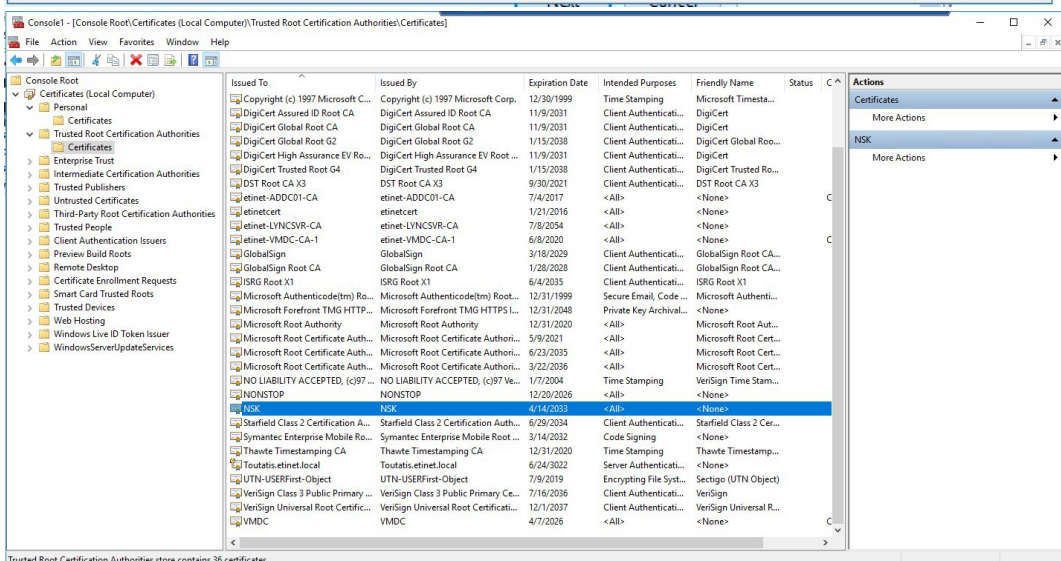 Console1 - [Console Root\Certificates (Local Computer)\Trusted Root Certification Authorities\Certificates]
File Action View Favorites Window Help
Console Root
Certificates (Local Computer)
Personal
Certificates
Trusted Root Certification Authorities
Certificates
Enterprise Trust
Intermediate Certification Authorities
Trusted Publishers
Untrusted Certificates
Third-Party Root Certification Authorities
Trusted People
Client Authentication Issuers
Preview Build Roots
Remote Desktop
Certificate Enrollment Requests
Smart Card Trusted Roots
Trusted Devices
Web Hosting
Windows Live ID Token Issuer
WindowsServerUpdateServices
Issued To Issued By Expiration Date Intended Purposes Friendly Name Status C
Copyright (c) 1997 Microsoft C... Copyright (c) 1997 Microsoft Corp. 12/30/1999 Time Stamping Microsoft Timesta...
DigiCert Assured ID Root CA DigiCert Assured ID Root CA 11/9/2031 Client Authenticati... DigiCert
DigiCert Global Root CA DigiCert Global Root CA 11/9/2031 Client Authenticati... DigiCert
DigiCert Global Root G2 DigiCert Global Root G2 1/15/2038 Client Authenticati... DigiCert Global Roo...
DigiCert High Assurance EV Ro... DigiCert High Assurance EV Root ... 11/9/2031 Client Authenticati... DigiCert
DigiCert Trusted Root G4 DigiCert Trusted Root G4 1/15/2038 Client Authenticati... DigiCert Trusted Ro...
DST Root CA X3 DST Root CA X3 9/30/2021 Client Authenticati... DST Root CA X3
etinet-ADDC01-CA etinet-ADDC01-CA 7/4/2017 <All> <None> C
etinetcert etinetcert 1/21/2016 <All> <None>
etinet-LYNCSVR-CA etinet-LYNCSVR-CA 7/8/2054 <All> <None>
etinet-VMDC-CA-1 etinet-VMDC-CA-1 6/8/2020 <All> <None> C
GlobalSign GlobalSign 3/18/2029 Client Authenticati... GlobalSign Root CA...
GlobalSign Root CA GlobalSign Root CA 1/28/2028 Client Authenticati... GlobalSign Root CA...
ISRG Root X1 ISRG Root X1 6/4/2035 Client Authenticati... ISRG Root X1
Microsoft Authenticode(tm) Ro... Microsoft Authenticode(tm) Root... 12/31/1999 Secure Email, Code ... Microsoft Authenti...
Microsoft Forefront TMG HTTP... Microsoft Forefront TMG HTTPS I... 12/31/2048 Private Key Archival... <None>
Microsoft Root Authority Microsoft Root Authority 12/31/2020 <All> Microsoft Root Aut...
Microsoft Root Certificate Auth... Microsoft Root Certificate Authori... 5/9/2021 <All> Microsoft Root Cert...
Microsoft Root Certificate Auth... Microsoft Root Certificate Authori... 6/23/2035 <All> Microsoft Root Cert...
Microsoft Root Certificate Auth... Microsoft Root Certificate Authori... 3/22/2036 <All> Microsoft Root Cert...
NO LIABILITY ACCEPTED, (c)97 ... NO LIABILITY ACCEPTED, (c)97 Ve... 1/7/2004 Time Stamping VeriSign Time Stam...
NONSTOP NONSTOP 12/20/2026 <All> <None>
NSK NSK 4/14/2033 <All> <None>
Starfield Class 2 Certification A... Starfield Class 2 Certification Auth... 6/29/2034 Client Authenticati... Starfield Class 2 Cer...
Symantec Enterprise Mobile Ro... Symantec Enterprise Mobile Root ... 3/14/2032 Code Signing <None>
Thawte Timestamping CA Thawte Timestamping CA 12/31/2020 Time Stamping Thawte Timestamp...
Toutatis.etinet.local Toutatis.etinet.local 6/24/3022 Server Authenticati... <None>
UTN-USERFirst-Object UTN-USERFirst-Object 7/9/2019 Encrypting File Syst... Sectigo (UTN Object)
VeriSign Class 3 Public Primary ... VeriSign Class 3 Public Primary Ce... 7/16/2036 Client Authenticati... VeriSign
VeriSign Universal Root Certific... VeriSign Universal Root Certificati... 12/1/2037 Client Authenticati... VeriSign Universal R...
VMDC VMDC 4/7/2026 <All> <None> C
Actions
Certificates
More Actions
NSK
More Actions
Trusted Root Certification Authorities store contains 36 certificates.